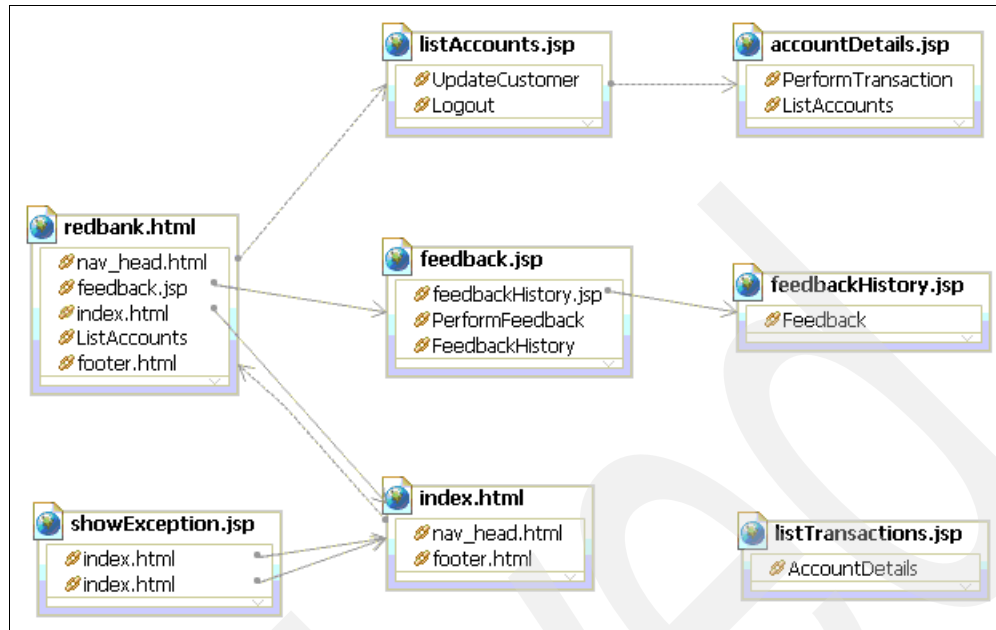 listAccounts.jsp
UpdateCustomer
Logout
accountDetails.jsp
PerformTransaction
ListAccounts
redbank.html
nav_head.html
feedback.jsp
index.html
ListAccounts
footer.html
feedback.jsp
feedbackHistory.jsp
PerformFeedback
FeedbackHistory
feedbackHistory.jsp
Feedback
showException.jsp
index.html
index.html
index.html
nav_head.html
footer.html
listTransactions.jsp
AccountDetails